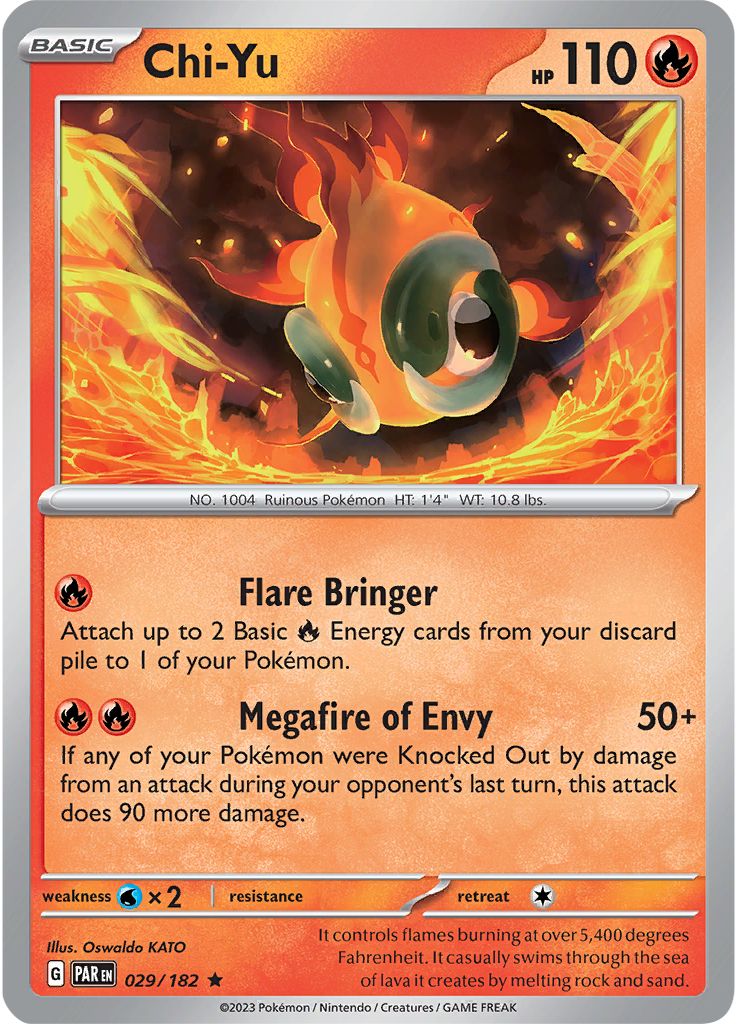 BASIC Chi-Yu HP 110
NO. 1004 Ruinous Pokémon HT: 1'4" WT: 10.8 lbs.
Flare Bringer
Attach up to 2 Basic Energy cards from your discard
pile to 1 of your Pokémon.
Megafire of Envy 50+
If any of your Pokémon were Knocked Out by damage
from an attack during your opponent's last turn, this attack
does 90 more damage.
weakness ×2 resistance retreat
Illus. Oswaldo KATO
G PAR EN 029/182 ★
It controls flames burning at over 5,400 degrees
Fahrenheit. It casually swims through the sea
of lava it creates by melting rock and sand.
©2023 Pokémon / Nintendo / Creatures / GAME FREAK